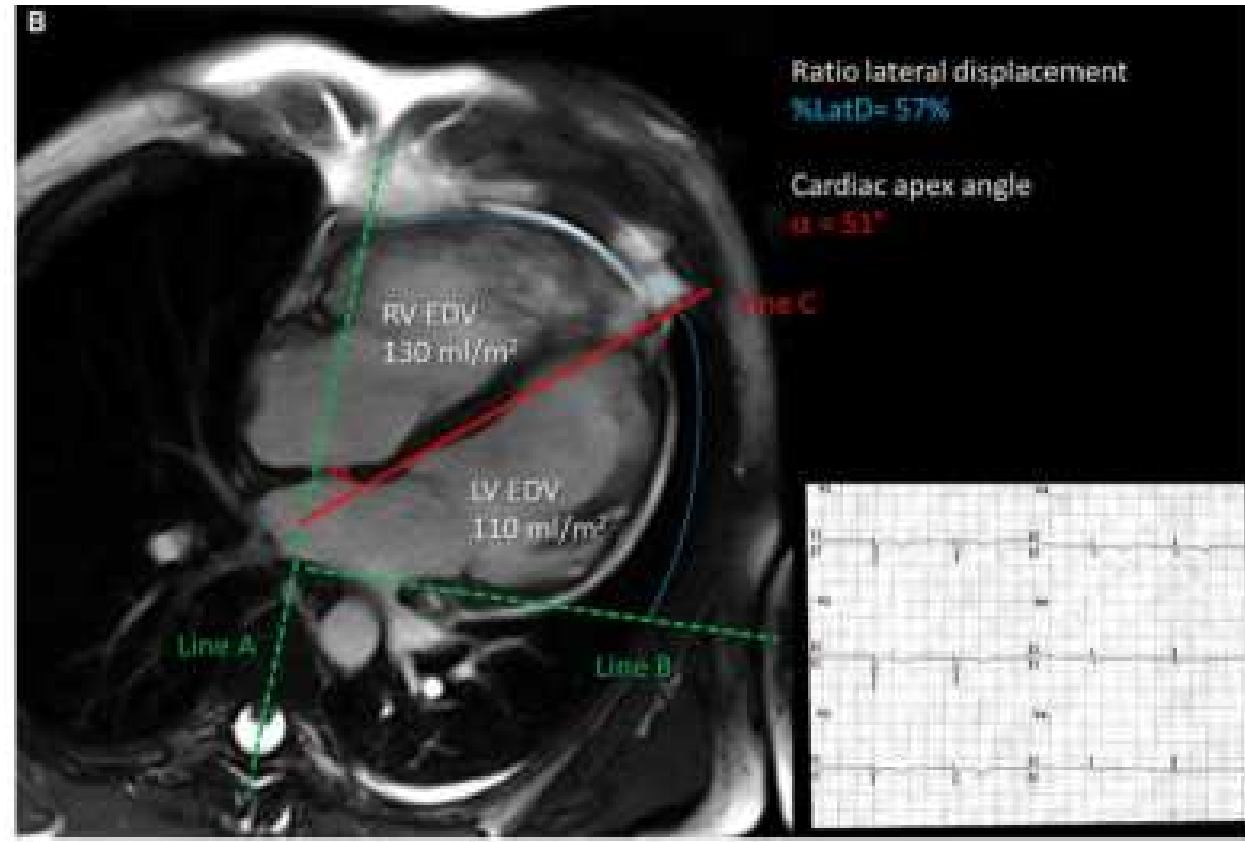 B
Ratio lateral displacement
%LatD= 57%
Cardiac apex angle
α = 51°
Line C
RV EDV
130 ml/m²
LV EDV
110 ml/m²
Line A
Line B